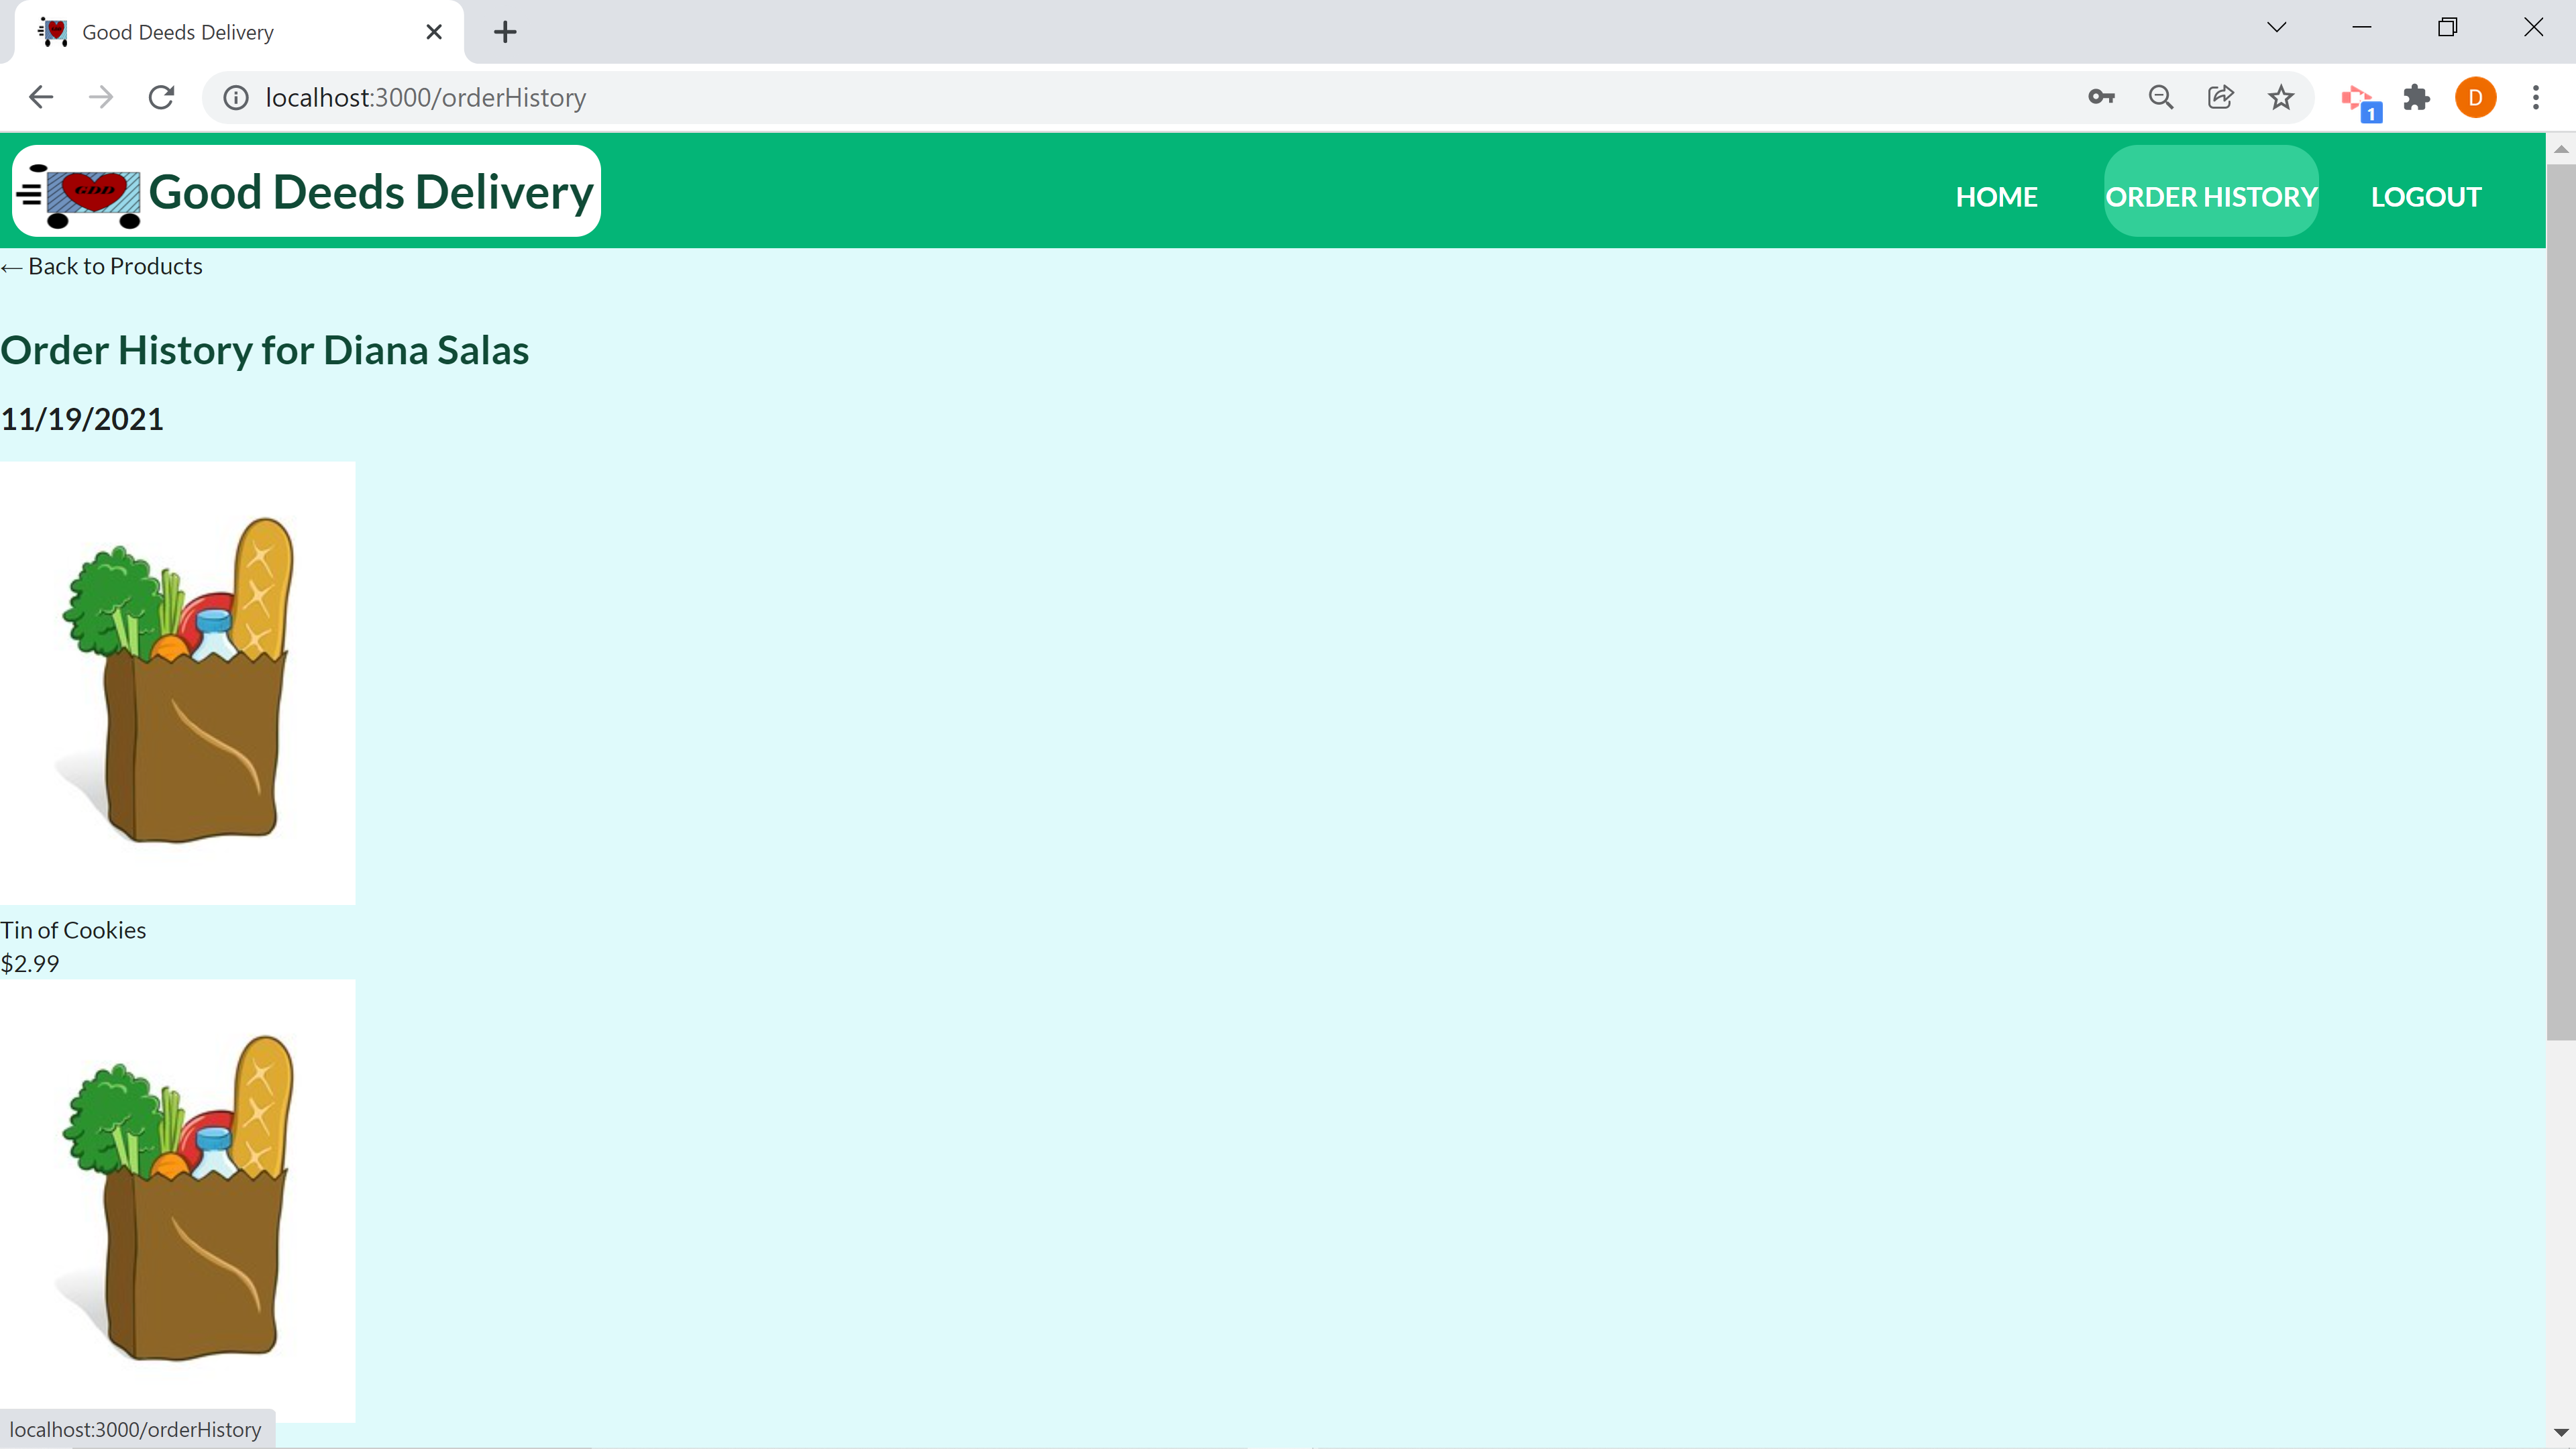 Good Deeds Delivery
localhost:3000/orderHistory
1
D
GDD
Good Deeds Delivery
HOME
ORDER HISTORY
LOGOUT
← Back to Products
Order History for Diana Salas
11/19/2021
Tin of Cookies
$2.99
localhost:3000/orderHistory